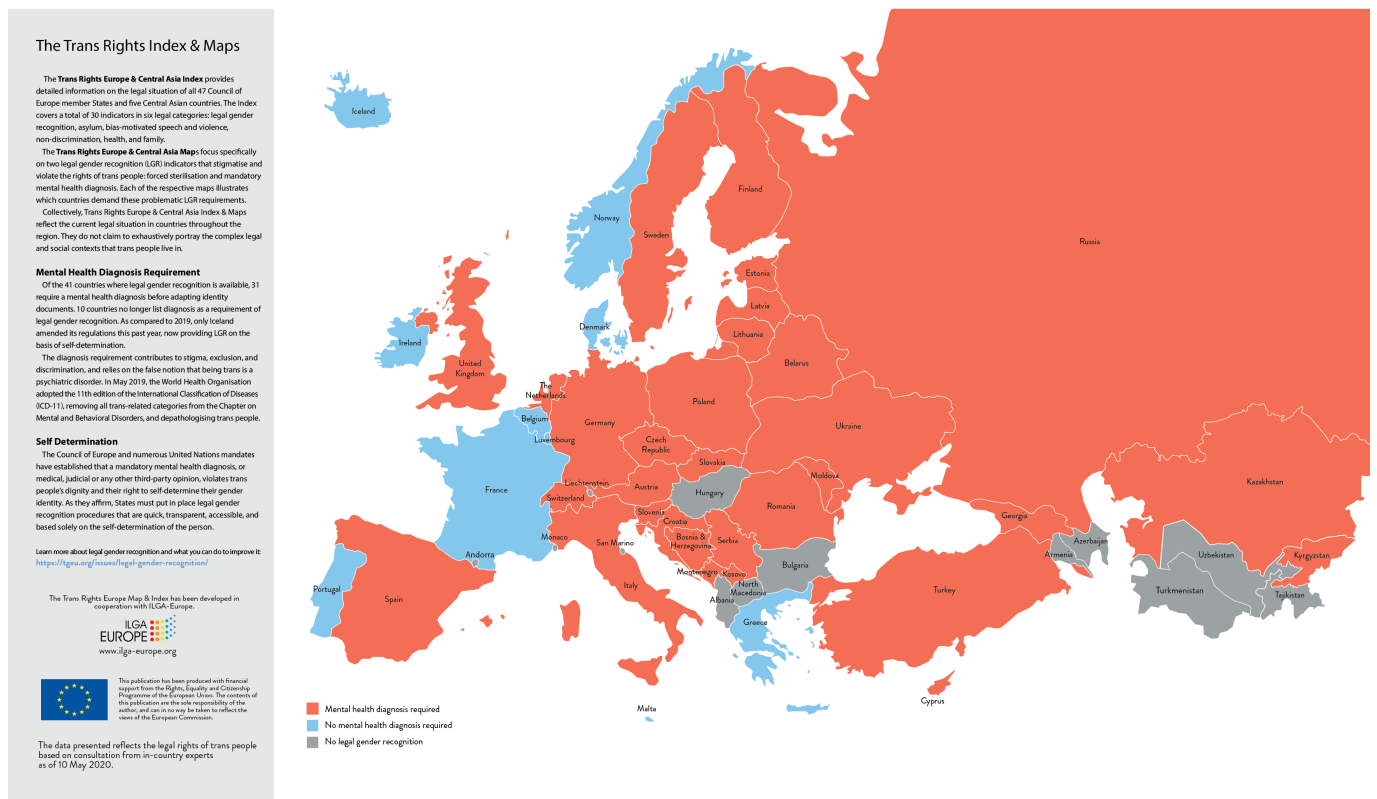 The Trans Rights Index & Maps
The Trans Rights Europe & Central Asia Index provides
detailed information on the legal situation of all 47 Council of
Europe member States and five Central Asian countries. The Index
covers a total of 30 indicators in six legal categories: legal gender
recognition, asylum, bias-motivated speech and violence,
non-discrimination, health, and family.
The Trans Rights Europe & Central Asia Maps focus specifically
on two legal gender recognition (LGR) indicators that stigmatise and
violate the rights of trans people: forced sterilisation and mandatory
mental health diagnosis. Each of the respective maps illustrates
which countries demand these problematic LGR requirements.
Collectively, Trans Rights Europe & Central Asia Index & Maps
reflect the current legal situation in countries throughout the
region. They do not claim to exhaustively portray the complex legal
and social contexts that trans people live in.
Mental Health Diagnosis Requirement
Of the 41 countries where legal gender recognition is available, 31
require a mental health diagnosis before adapting identity
documents. 10 countries no longer list diagnosis as a requirement of
legal gender recognition. As compared to 2019, only Iceland
amended its regulations this past year, now providing LGR on the
basis of self-determination.
The diagnosis requirement contributes to stigma, exclusion, and
discrimination, and relies on the false notion that being trans is a
psychiatric disorder. In May 2019, the World Health Organisation
adopted the 11th edition of the International Classification of Diseases
(ICD-11), removing all trans-related categories from the Chapter on
Mental and Behavioral Disorders, and depathologising trans people.
Self Determination
The Council of Europe and numerous United Nations mandates
have established that a mandatory mental health diagnosis, or
medical, judicial or any other third-party opinion, violates trans
people's dignity and their right to self-determine their gender
identity. As they affirm, States must put in place legal gender
recognition procedures that are quick, transparent, accessible, and
based solely on the self-determination of the person.
Learn more about legal gender recognition and what you can do to improve it:
https://tgeu.org/issues/legal-gender-recognition/
The Trans Rights Europe Map & Index has been developed in
cooperation with ILGA-Europe.
ILGA
EUROPE
www.ilga-europe.org
This publication has been produced with financial
support from the Rights, Equality and Citizenship
Programme of the European Union. The contents of
this publication are the sole responsibility of the
author, and can in no way be taken to reflect the
views of the European Commission.
The data presented reflects the legal rights of trans people
based on consultation from in-country experts
as of 10 May 2020.
Iceland
Norway
Sweden
Finland
Russia
Estonia
Latvia
Lithuania
Denmark
Ireland
United
Kingdom
The
Netherlands
Belgium
Luxembourg
Germany
Poland
Belarus
Ukraine
Czech
Republic
Slovakia
Moldova
Kazakhstan
France
Liechtenstein
Switzerland
Austria
Hungary
Romania
Slovenia
Croatia
Georgia
Monaco
San Marino
Bosnia &
Herzegovina
Serbia
Azerbaijan
Armenia
Uzbekistan
Kyrgyzstan
Andorra
Bulgaria
Montenegro
Kosovo
North
Macedonia
Albania
Italy
Portugal
Spain
Turkey
Turkmenistan
Tajikistan
Greece
Cyprus
Malta
Mental health diagnosis required
No mental health diagnosis required
No legal gender recognition